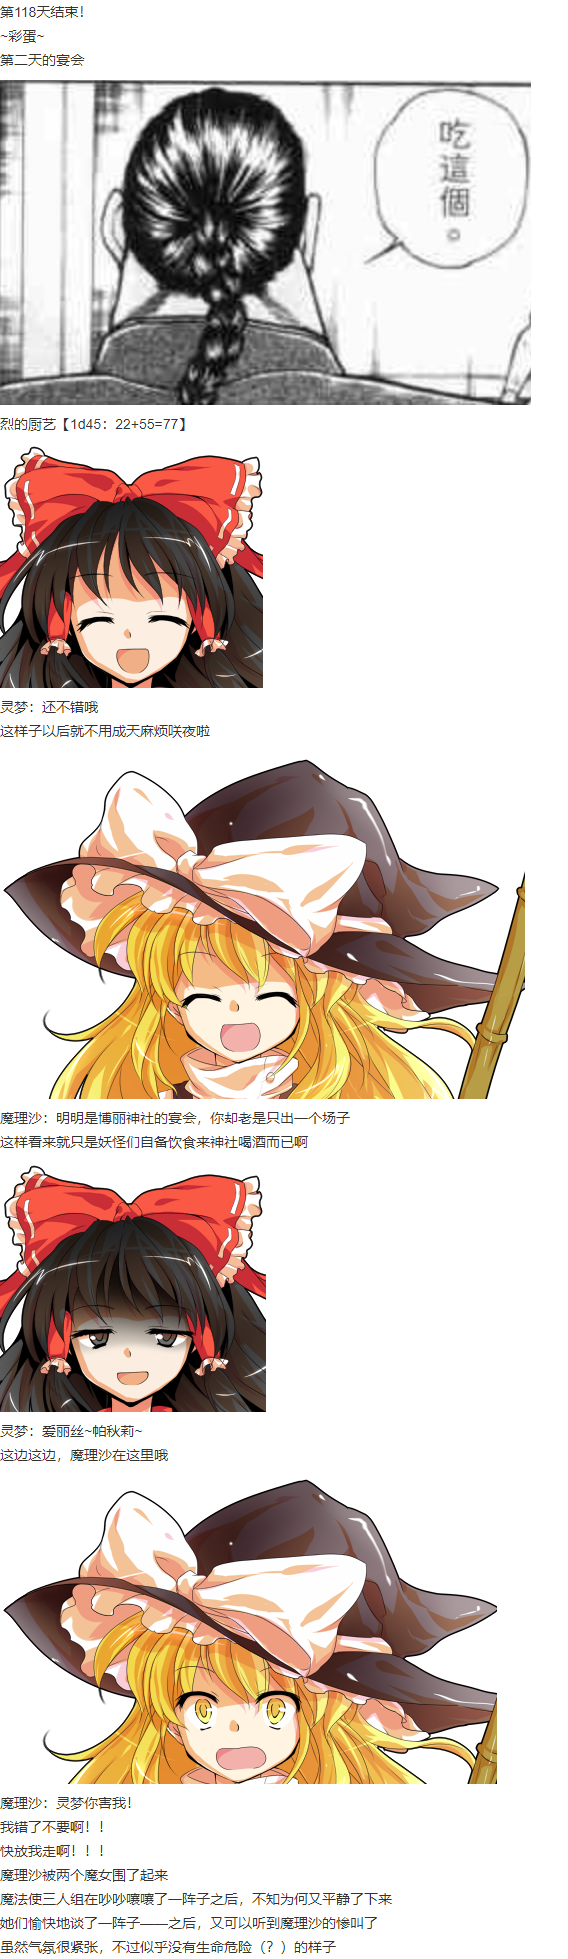 第118天结束！
~彩蛋~
第二天的宴会
吃這個。
烈的厨艺【1d45：22+55=77】
灵梦：还不错哦
这样子以后就不用成天麻烦咲夜啦
魔理沙：明明是博丽神社的宴会，你却老是只出一个场子
这样看来就只是妖怪们自备饮食来神社喝酒而已啊
灵梦：爱丽丝~帕秋莉~
这边这边，魔理沙在这里哦
魔理沙：灵梦你害我！
我错了不要啊！！
快放我走啊！！！
魔理沙被两个魔女围了起来
魔法使三人组在吵吵嚷嚷了一阵子之后，不知为何又平静了下来
她们愉快地谈了一阵子——之后，又可以听到魔理沙的惨叫了
虽然气氛很紧张，不过似乎没有生命危险（？）的样子